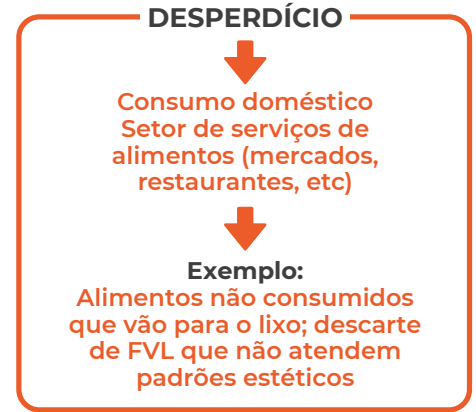 DESPERDÍCIO
Consumo doméstico
Setor de serviços de
alimentos (mercados,
restaurantes, etc)
Exemplo:
Alimentos não consumidos
que vão para o lixo; descarte
de FVL que não atendem
padrões estéticos